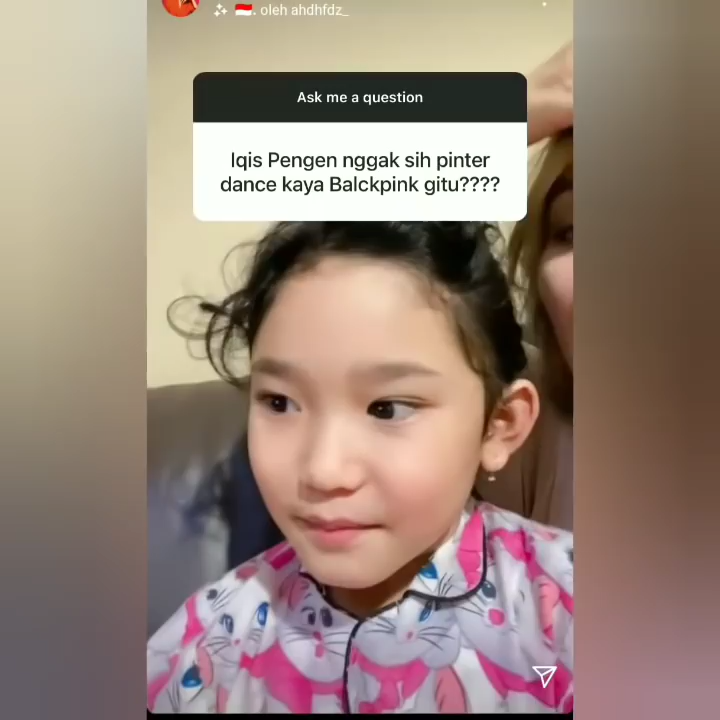 oleh ahdhfdz_
Ask me a question
Iqis Pengen nggak sih pinter
dance kaya Balckpink gitu????